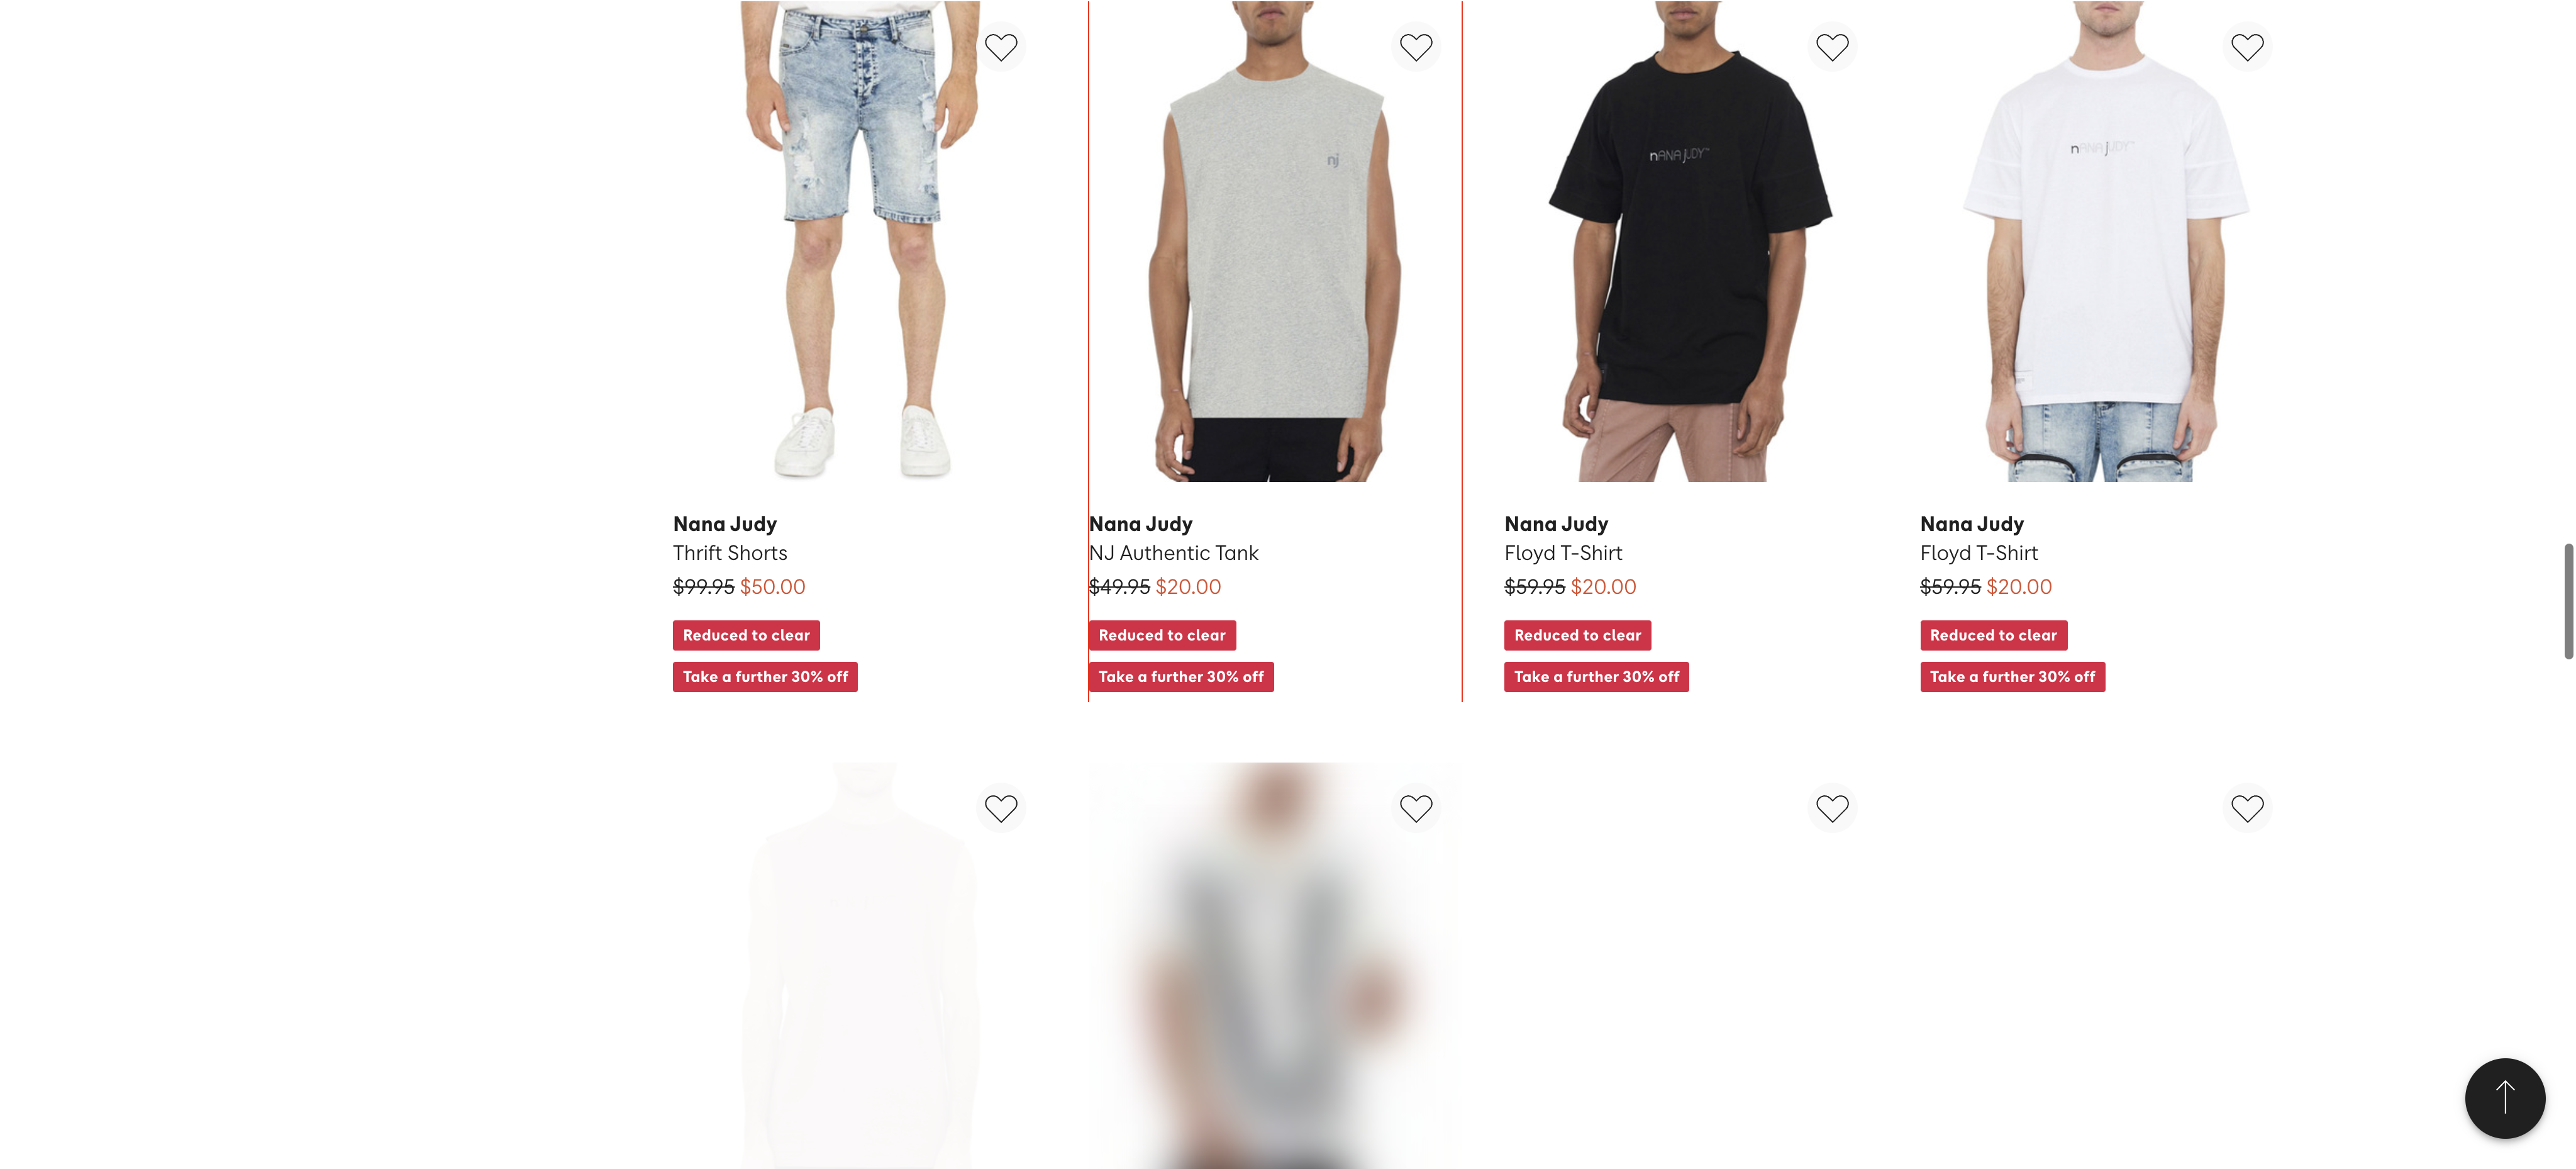 nj
nANA jUDY™
nANA jUDY™
Nana Judy
Thrift Shorts
$99.95 $50.00
Reduced to clear
Take a further 30% off
Nana Judy
NJ Authentic Tank
$49.95 $20.00
Reduced to clear
Take a further 30% off
Nana Judy
Floyd T-Shirt
$59.95 $20.00
Reduced to clear
Take a further 30% off
Nana Judy
Floyd T-Shirt
$59.95 $20.00
Reduced to clear
Take a further 30% off